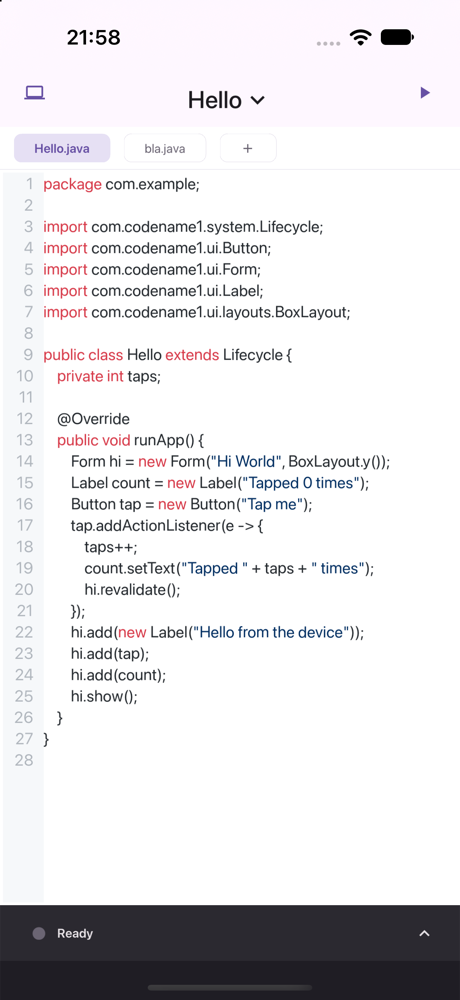 21:58
Hello
Hello.java
bla.java
+
1 package com.example;
2
3 import com.codename1.system.Lifecycle;
4 import com.codename1.ui.Button;
5 import com.codename1.ui.Form;
6 import com.codename1.ui.Label;
7 import com.codename1.ui.layouts.BoxLayout;
8
9 public class Hello extends Lifecycle {
10     private int taps;
11
12     @Override
13     public void runApp() {
14         Form hi = new Form("Hi World", BoxLayout.y());
15         Label count = new Label("Tapped 0 times");
16         Button tap = new Button("Tap me");
17         tap.addActionListener(e -> {
18             taps++;
19             count.setText("Tapped " + taps + " times");
20             hi.revalidate();
21         });
22         hi.add(new Label("Hello from the device"));
23         hi.add(tap);
24         hi.add(count);
25         hi.show();
26     }
27 }
28
Ready